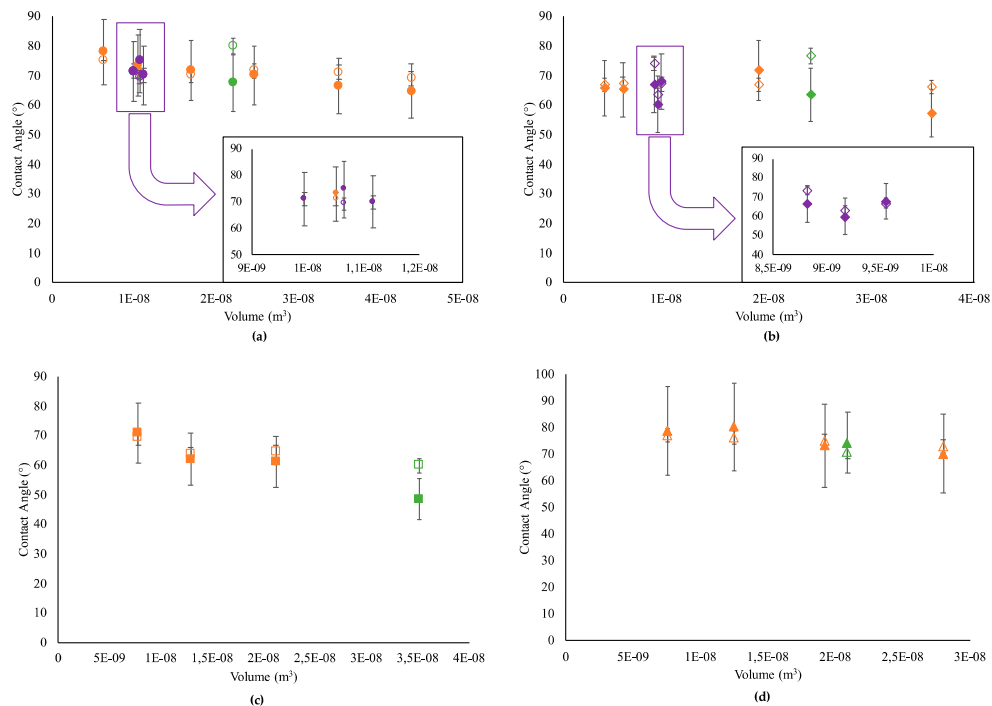 90
80
70
60
50
40
30
20
10
0
Contact Angle (°)
0
1E-08
2E-08
3E-08
4E-08
5E-08
Volume (m³)
90
80
70
60
50
9E-09
1E-08
1,1E-08
1,2E-08
(a)
90
80
70
60
50
40
30
20
10
0
Contact Angle (°)
0
1E-08
2E-08
3E-08
4E-08
Volume (m³)
90
80
70
60
50
40
8,5E-09
9E-09
9,5E-09
1E-08
(b)
90
80
70
60
50
40
30
20
10
0
Contact Angle (°)
0
5E-09
1E-08
1,5E-08
2E-08
2,5E-08
3E-08
3,5E-08
4E-08
Volume (m³)
(c)
100
90
80
70
60
50
40
30
20
10
0
Contact Angle (°)
0
5E-09
1E-08
1,5E-08
2E-08
2,5E-08
3E-08
Volume (m³)
(d)